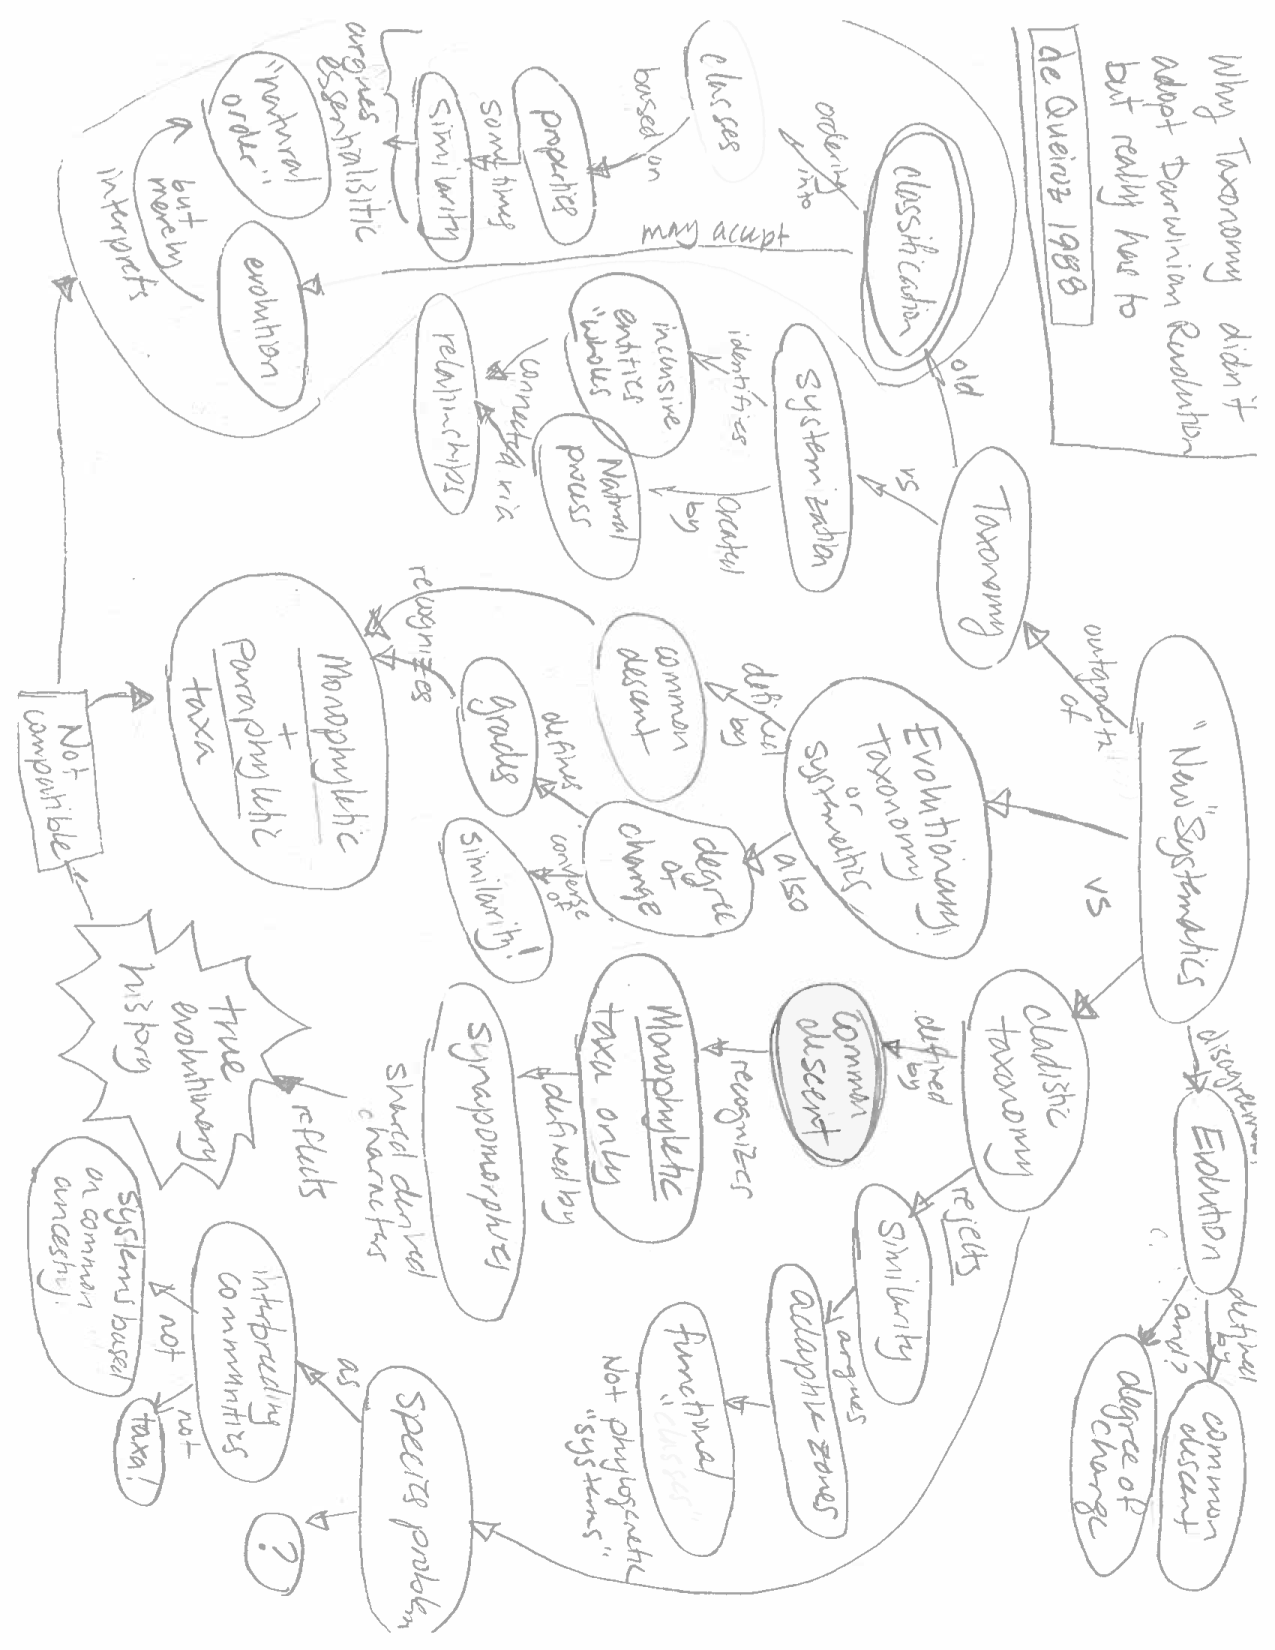 Why Taxonomy didn't
adopt Darwinian Revolution
but really has to
de Queiroz 1988
"New" Systematics
outgrowth
of
vs
disagreement
Evolution
defined
by
and?
common
descent
degree of
change
Taxonomy
old
vs
classification
ordering
into
classes
based on
properties
sometimes
similarity
argues
essentialistic
may accept
evolution
but
merely
interprets
"natural
order"
systemization
identifies
inclusive
entities
"wholes
created
by
Natural
process
connected via
relationships
Evolutionary
taxonomy
or
systematics
defined
by
common
descent
also
degree
of
change
defines
grades
converge
of
similarity!
recognizes
Monophyletic
+
paraphyletic
taxa
Not
compatible
cladistic
taxonomy
defined
by
common
descent
recognizes
Monophyletic
taxa only
defined by
synapomorphies
shared derived
characters
reflects
true
evolutionary
history
rejects
similarity
argues
adaptive zones
functional
"classes"
Not phylogenetic
"systems"
species problem
?
as
interbreeding
communities
not
systems based
on common
ancestry.
not
taxa!